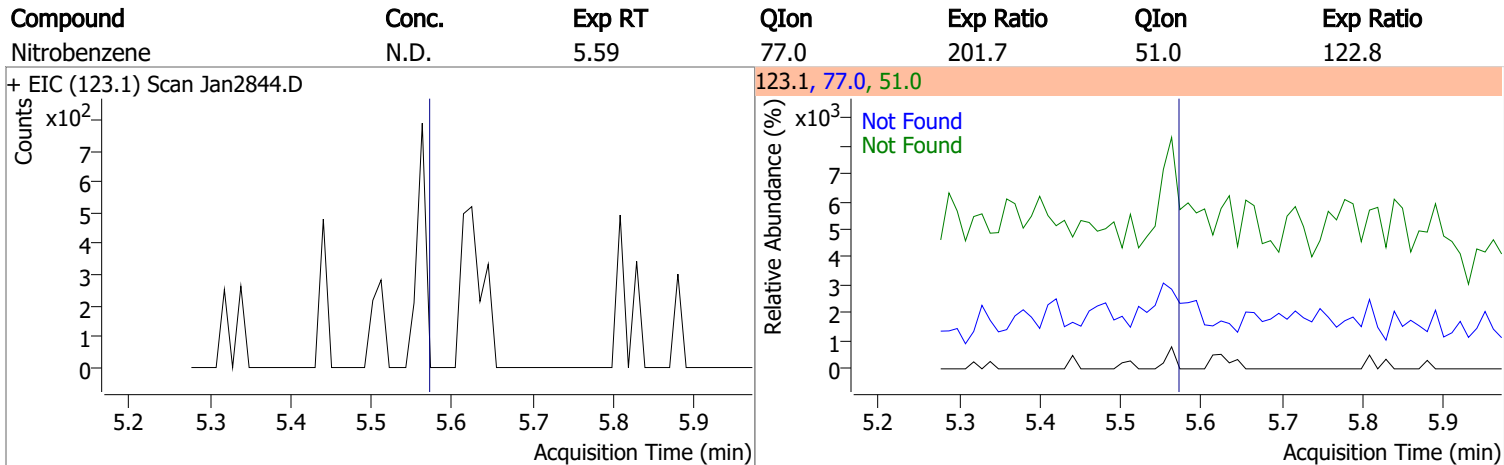 Compound Conc. Exp RT QIon Exp Ratio QIon Exp Ratio
Nitrobenzene N.D. 5.59 77.0 201.7 51.0 122.8
+ EIC (123.1) Scan Jan2844.D
Counts
x10²
7
6
5
4
3
2
1
0
5.2 5.3 5.4 5.5 5.6 5.7 5.8 5.9
Acquisition Time (min)
123.1, 77.0, 51.0
Relative Abundance (%)
x10³
Not Found
Not Found
7
6
5
4
3
2
1
0
5.2 5.3 5.4 5.5 5.6 5.7 5.8 5.9
Acquisition Time (min)